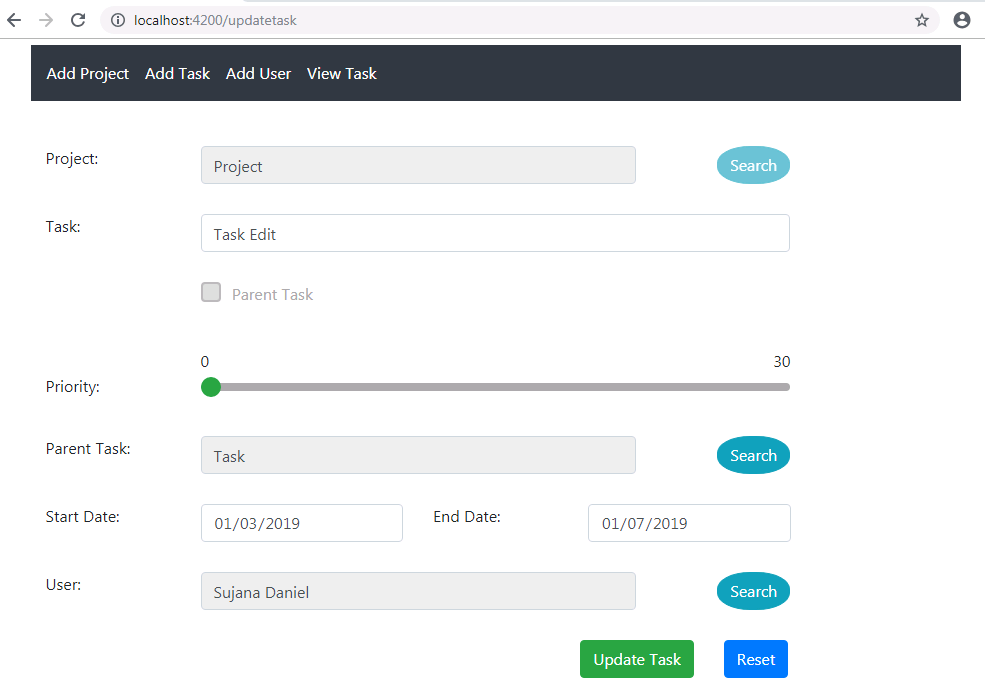 localhost:4200/updatetask
Add Project Add Task Add User View Task
Project: Project Search
Task: Task Edit
Parent Task
0 30
Priority:
Parent Task: Task Search
Start Date: 01/03/2019 End Date: 01/07/2019
User: Sujana Daniel Search
Update Task Reset